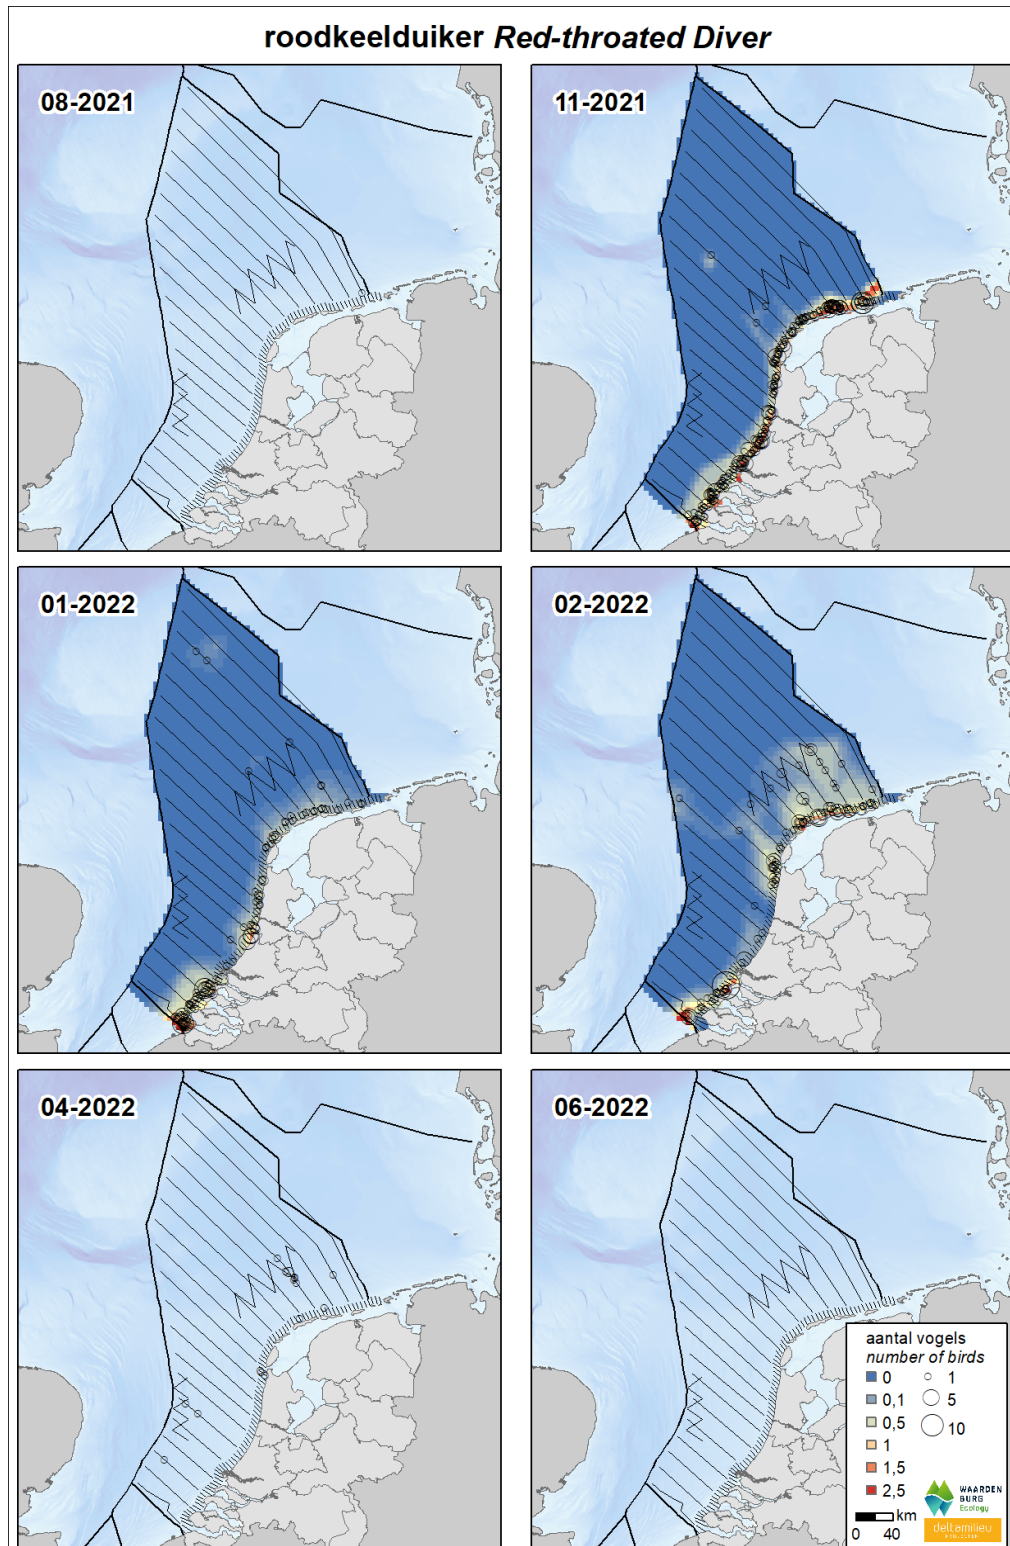 roodkeelduiker Red-throated Diver
08-2021
11-2021
01-2022
02-2022
04-2022
06-2022
aantal vogels
number of birds
0 1
0,1 5
0,5 10
1
1,5
2,5
km
0 40
WAARDEN
BURG
Ecology
deltamilieu